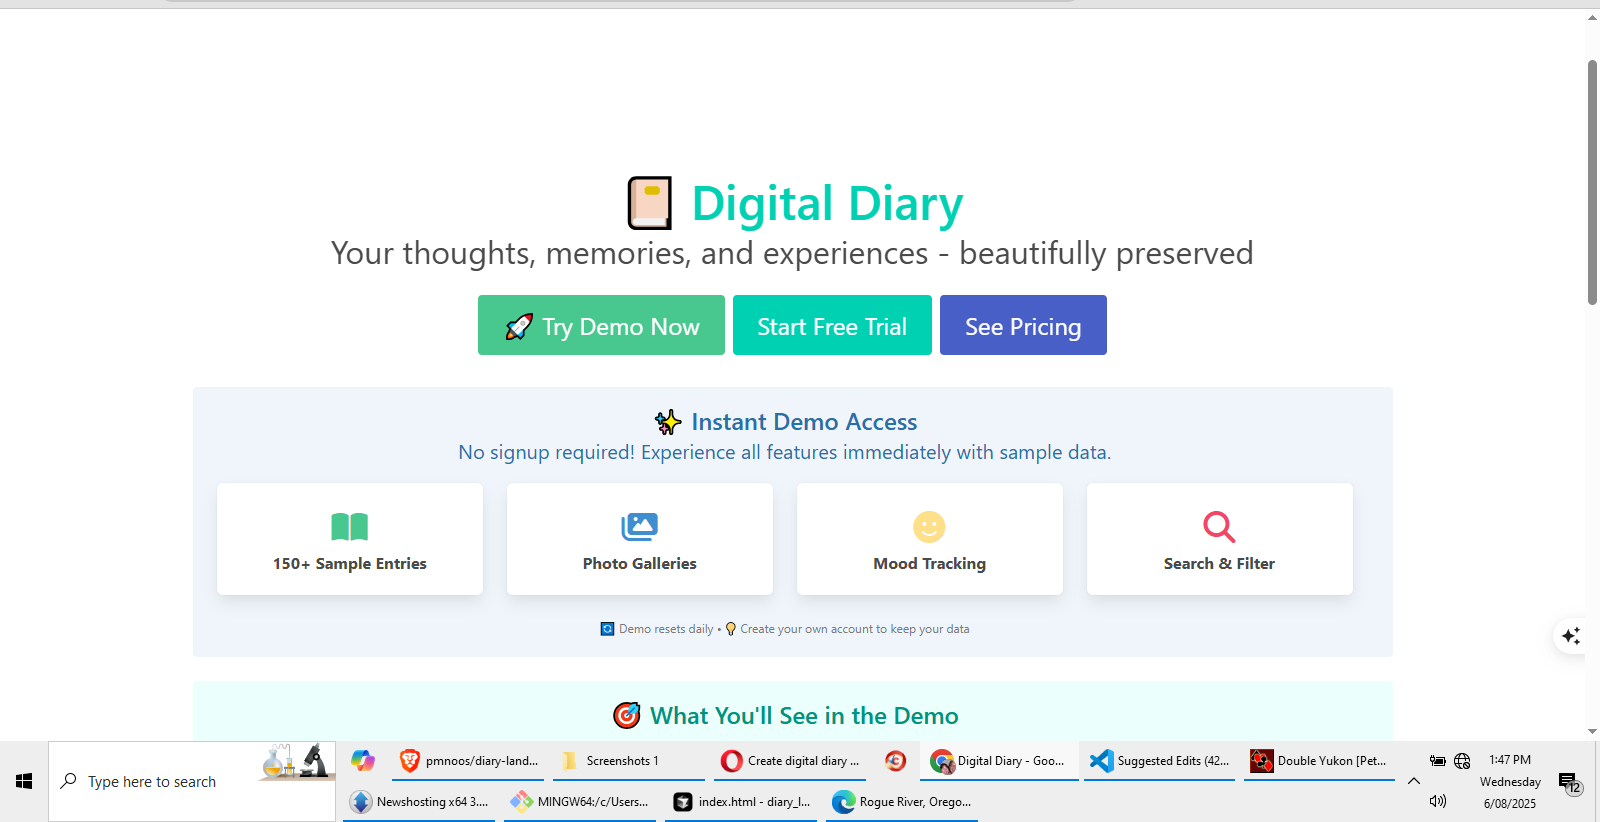 Digital Diary
Your thoughts, memories, and experiences - beautifully preserved
Try Demo Now
Start Free Trial
See Pricing
Instant Demo Access
No signup required! Experience all features immediately with sample data.
150+ Sample Entries
Photo Galleries
Mood Tracking
Search & Filter
Demo resets daily • Create your own account to keep your data
What You'll See in the Demo
Type here to search
pmnoos/diary-land...
Screenshots 1
Create digital diary ...
Digital Diary - Goo...
Suggested Edits (42...
Double Yukon [Pet...
Newshosting x64 3....
MINGW64:/c/Users...
index.html - diary_l...
Rogue River, Orego...
1:47 PM
Wednesday
6/08/2025
12